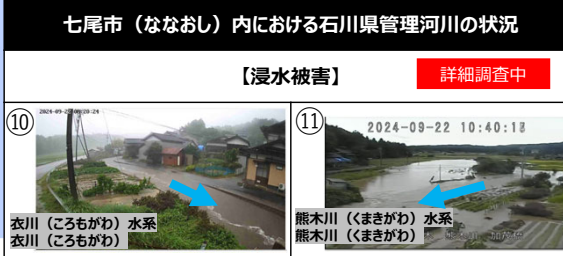 七尾市（ななおし）内における石川県管理河川の状況
【浸水被害】
詳細調査中
⑩
衣川（ころもがわ）水系
衣川（ころもがわ）
⑪
2024-09-22 10:40:18
熊木川（くまきがわ）水系
熊木川（くまきがわ）